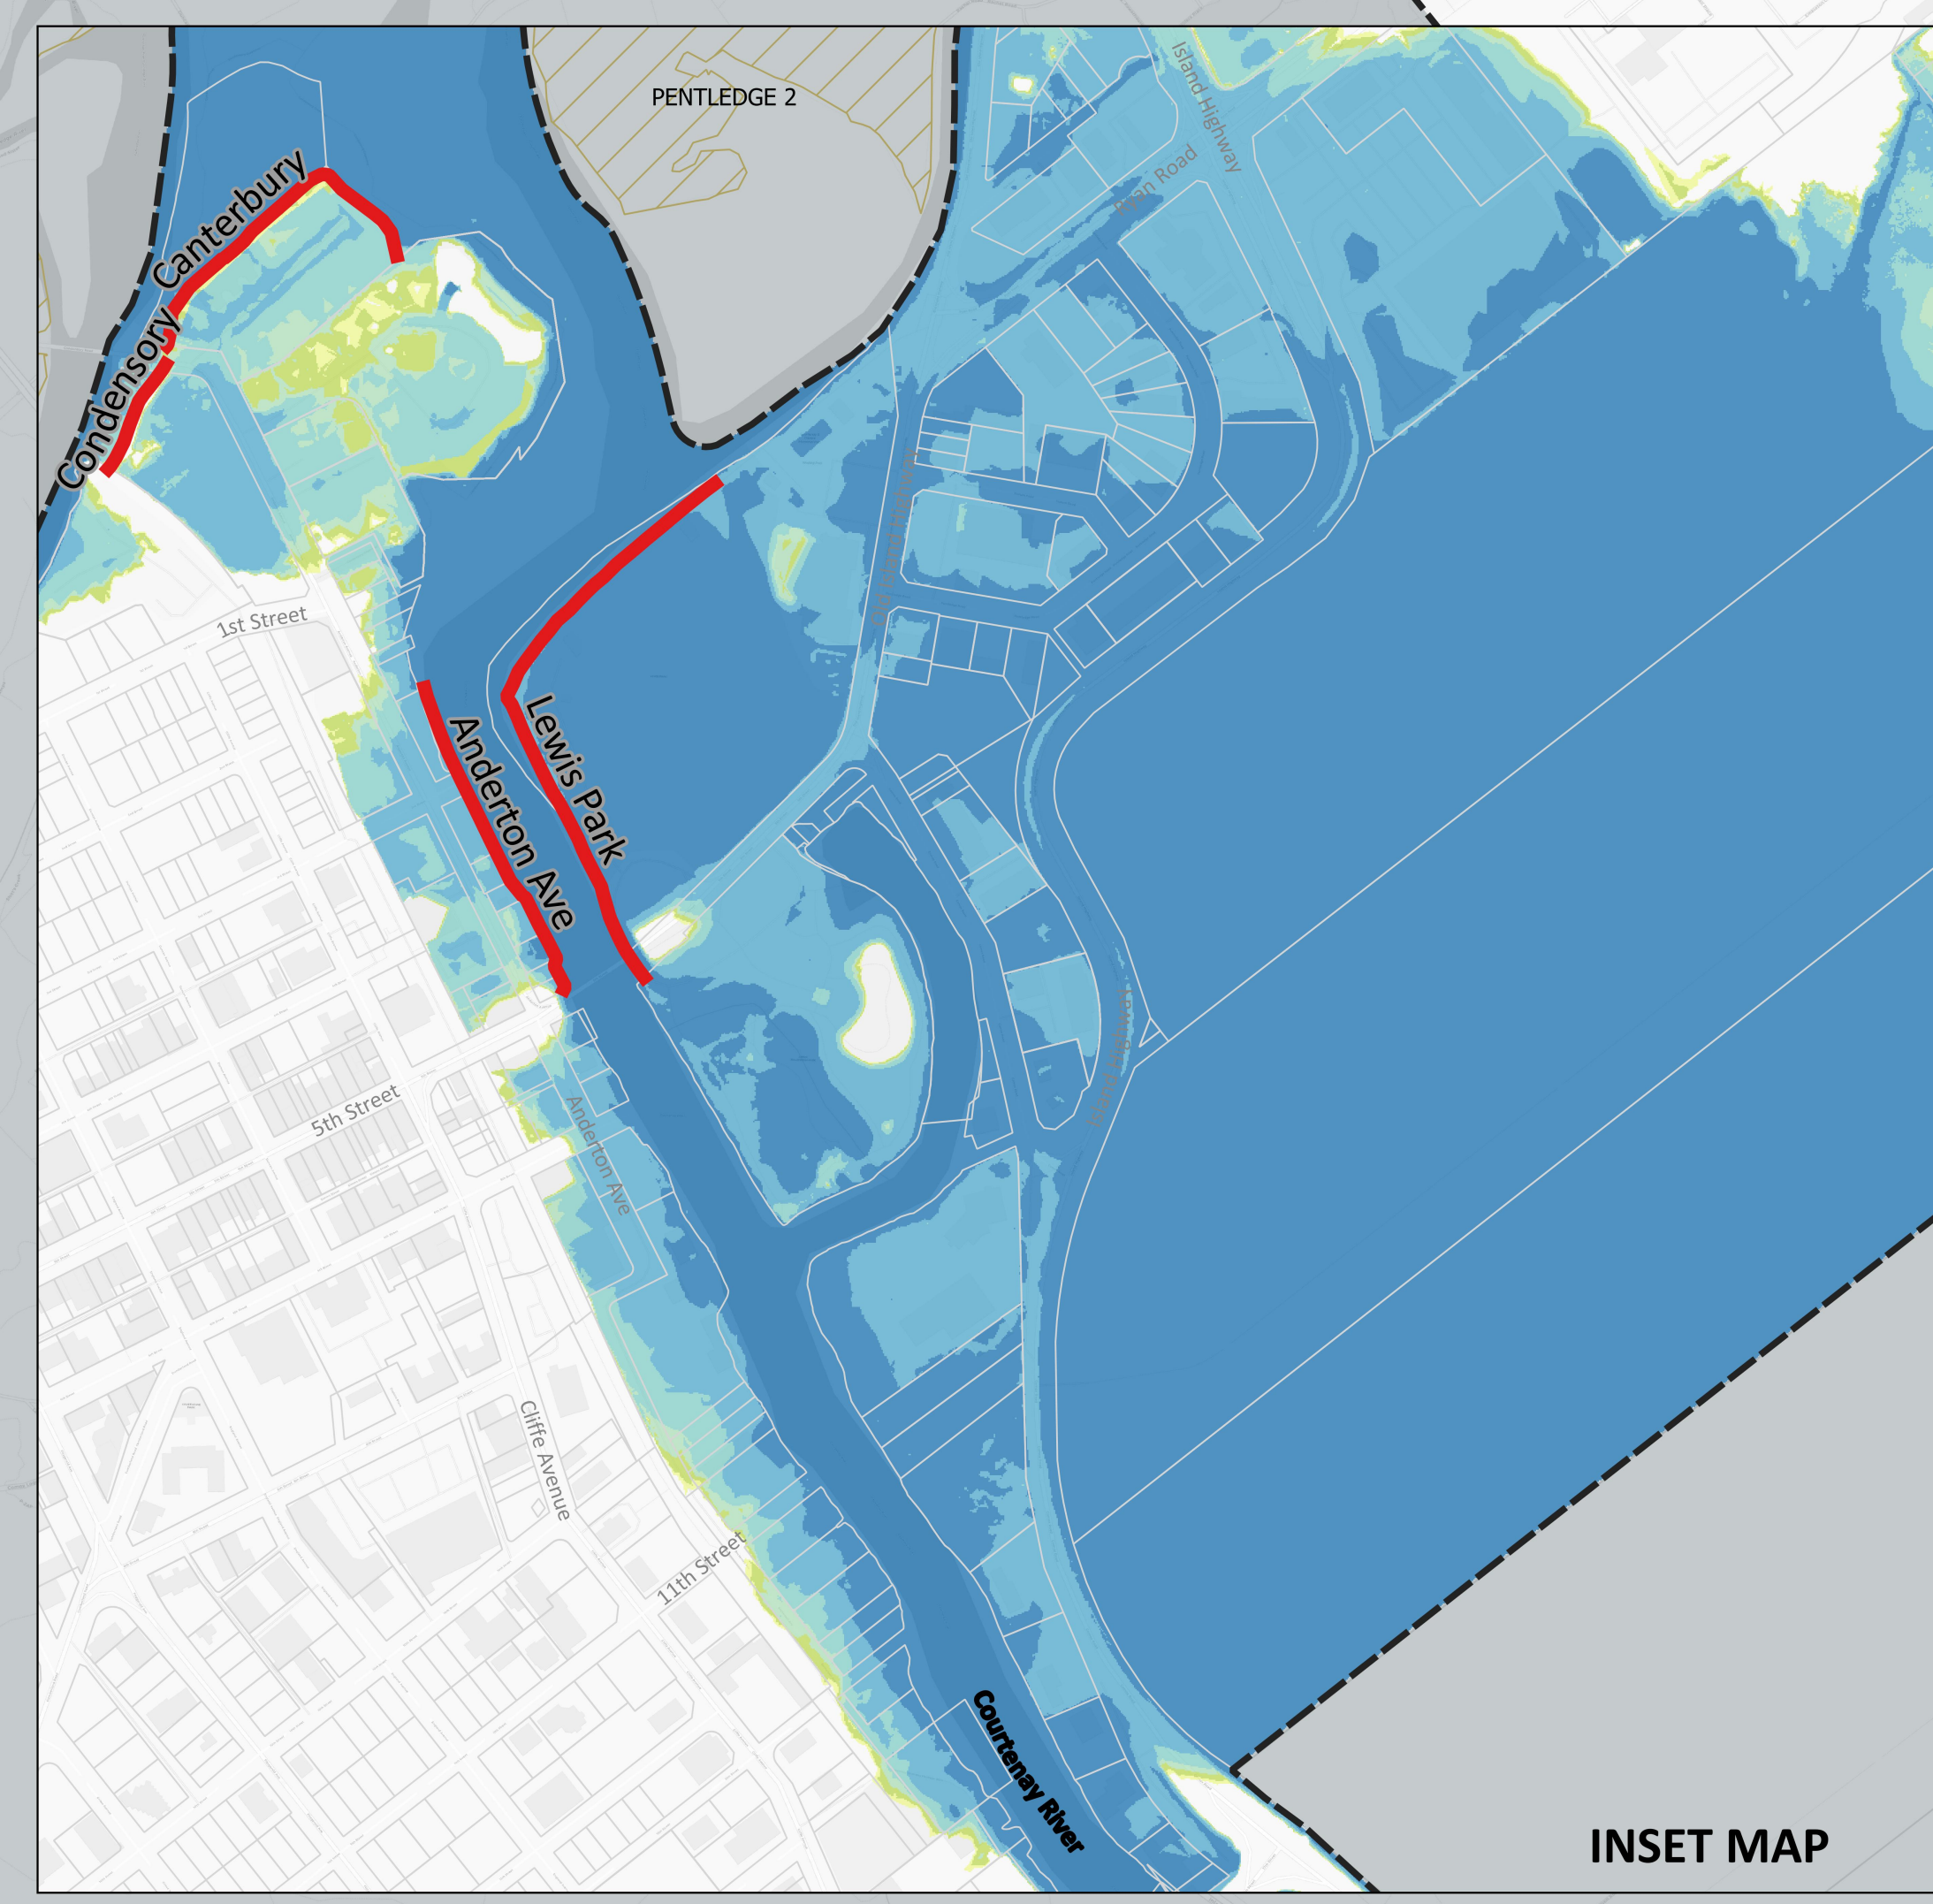 PENTLEDGE 2
Island Highway
Ryan Road
Canterbury
Condensory
Old Island Highway
1st Street
Lewis Park
Anderton Ave
5th Street
Anderton Ave
Island Highway
Cliffe Avenue
11th Street
Courtenay River
INSET MAP